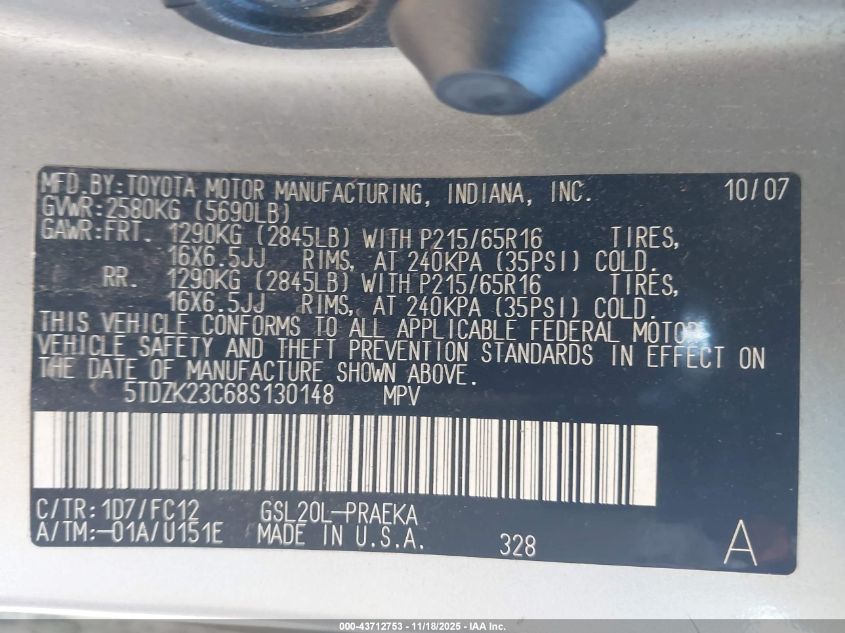 MFD.BY:TOYOTA MOTOR MANUFACTURING, INDIANA, INC. 10/07
GVWR:2580KG (5690LB)
GAWR:FRT. 1290KG (2845LB) WITH P215/65R16 TIRES,
16X6.5JJ RIMS, AT 240KPA (35PSI) COLD.
RR. 1290KG (2845LB) WITH P215/65R16 TIRES,
16X6.5JJ RIMS, AT 240KPA (35PSI) COLD.
THIS VEHICLE CONFORMS TO ALL APPLICABLE FEDERAL MOTOR
VEHICLE SAFETY AND THEFT PREVENTION STANDARDS IN EFFECT ON
THE DATE OF MANUFACTURE SHOWN ABOVE.
5TDZK23C68S130148 MPV
C/TR:1D7/FC12 GSL20L-PRAEKA
A/TM:-01A/U151E MADE IN U.S.A. 328 A
000-43712753 - 11/18/2025 - IAA Inc.